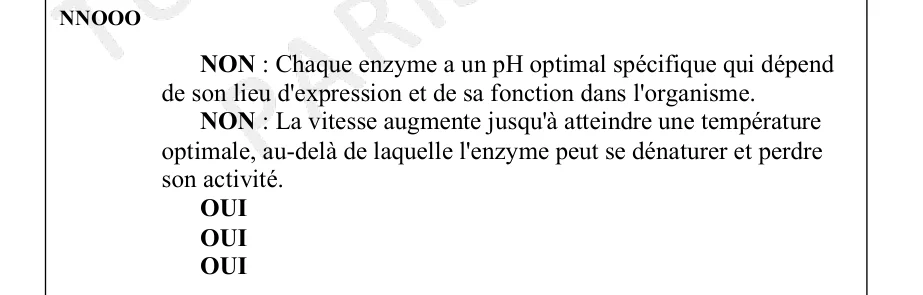 NNOOO
NON : Chaque enzyme a un pH optimal spécifique qui dépend
de son lieu d'expression et de sa fonction dans l'organisme.
NON : La vitesse augmente jusqu'à atteindre une température
optimale, au-delà de laquelle l'enzyme peut se dénaturer et perdre
son activité.
OUI
OUI
OUI